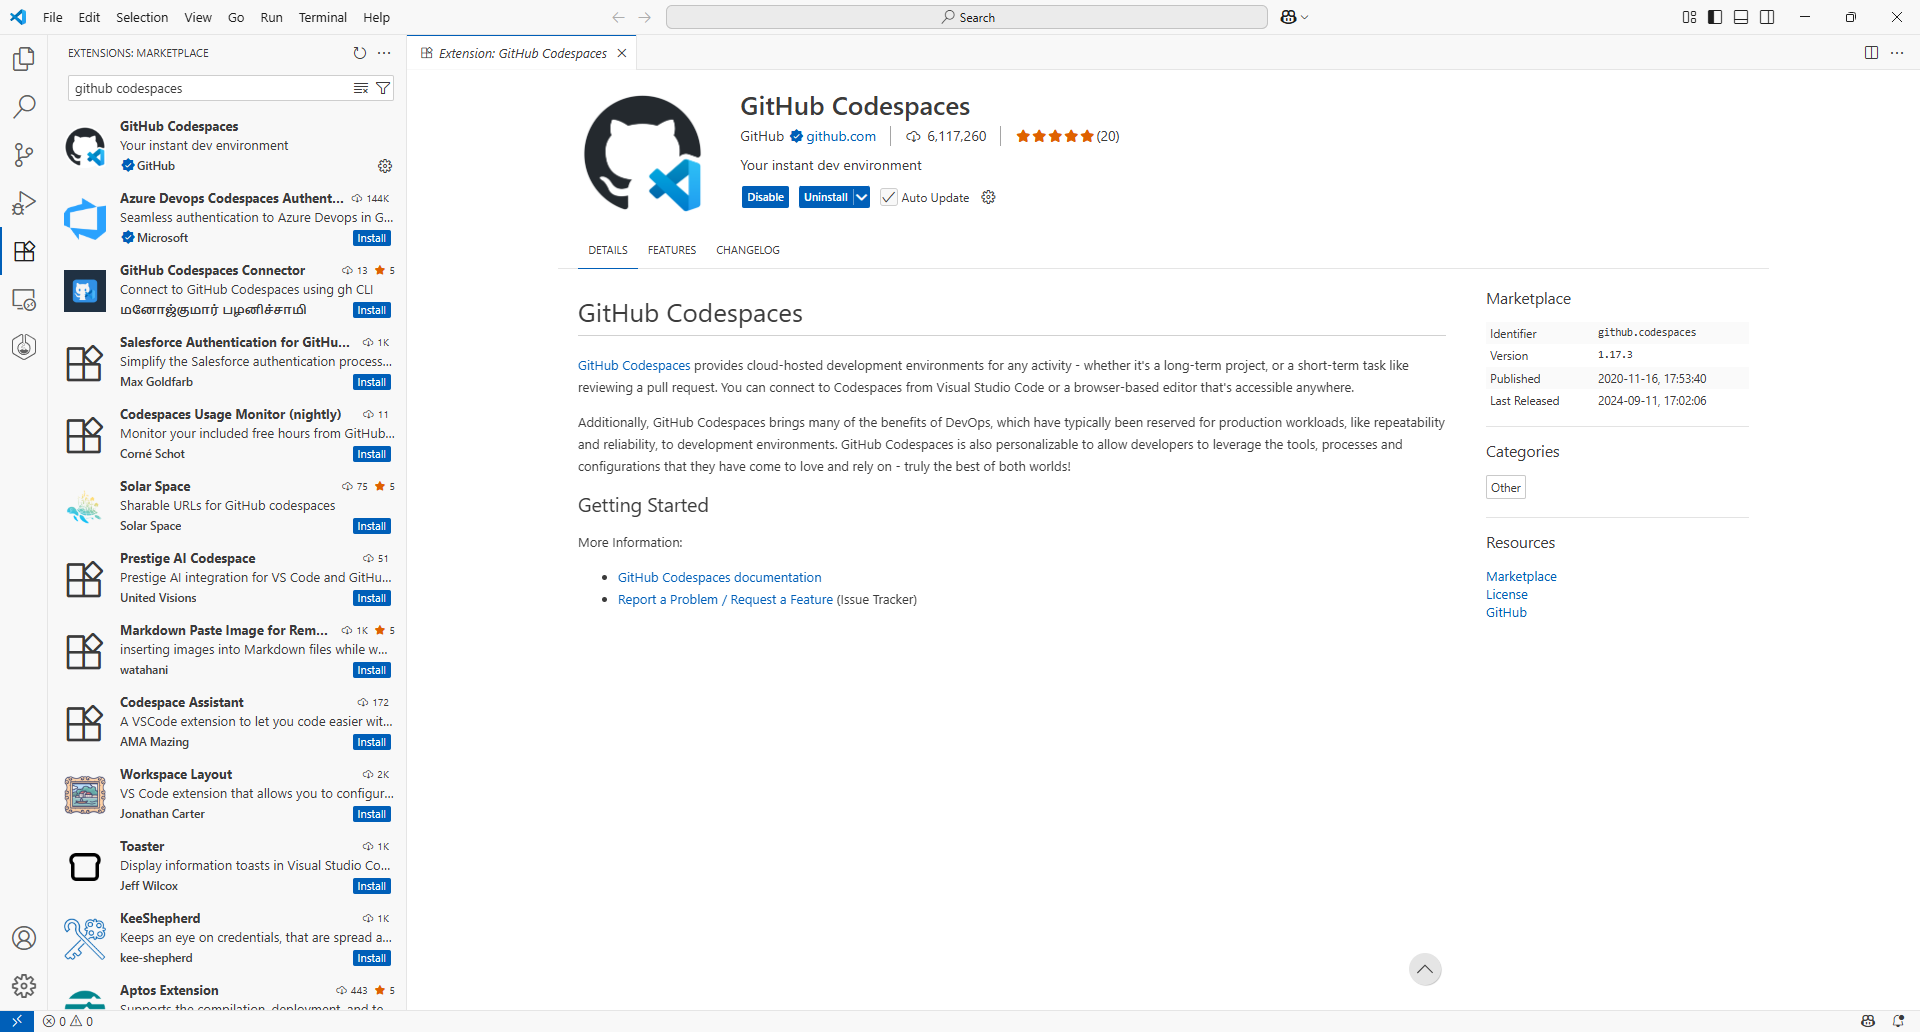 File Edit Selection View Go Run Terminal Help
Search
EXTENSIONS: MARKETPLACE
github codespaces
GitHub Codespaces
Your instant dev environment
GitHub
Azure Devops Codespaces Authent... 144K
Seamless authentication to Azure Devops in G...
Microsoft Install
GitHub Codespaces Connector 13 5
Connect to GitHub Codespaces using gh CLI
மனோஜ்குமார் பழனிச்சாமி Install
Salesforce Authentication for GitHu... 1K
Simplify the Salesforce authentication process...
Max Goldfarb Install
Codespaces Usage Monitor (nightly) 11
Monitor your included free hours from GitHub...
Corné Schot Install
Solar Space 75 5
Sharable URLs for GitHub codespaces
Solar Space Install
Prestige AI Codespace 51
Prestige AI integration for VS Code and GitHu...
United Visions Install
Markdown Paste Image for Rem... 1K 5
inserting images into Markdown files while w...
watahani Install
Codespace Assistant 172
A VSCode extension to let you code easier wit...
AMA Mazing Install
Workspace Layout 2K
VS Code extension that allows you to configur...
Jonathan Carter Install
Toaster 1K
Display information toasts in Visual Studio Co...
Jeff Wilcox Install
KeeShepherd 1K
Keeps an eye on credentials, that are spread a...
kee-shepherd Install
Aptos Extension 443 5
Supports the compilation, deployment, and te...
Extension: GitHub Codespaces
GitHub Codespaces
GitHub github.com 6,117,260 (20)
Your instant dev environment
Disable Uninstall Auto Update
DETAILS FEATURES CHANGELOG
GitHub Codespaces
GitHub Codespaces provides cloud-hosted development environments for any activity - whether it's a long-term project, or a short-term task like
reviewing a pull request. You can connect to Codespaces from Visual Studio Code or a browser-based editor that's accessible anywhere.
Additionally, GitHub Codespaces brings many of the benefits of DevOps, which have typically been reserved for production workloads, like repeatability
and reliability, to development environments. GitHub Codespaces is also personalizable to allow developers to leverage the tools, processes and
configurations that they have come to love and rely on - truly the best of both worlds!
Getting Started
More Information:
GitHub Codespaces documentation
Report a Problem / Request a Feature (Issue Tracker)
Marketplace
Identifier github.codespaces
Version 1.17.3
Published 2020-11-16, 17:53:40
Last Released 2024-09-11, 17:02:06
Categories
Other
Resources
Marketplace
License
GitHub
0 0